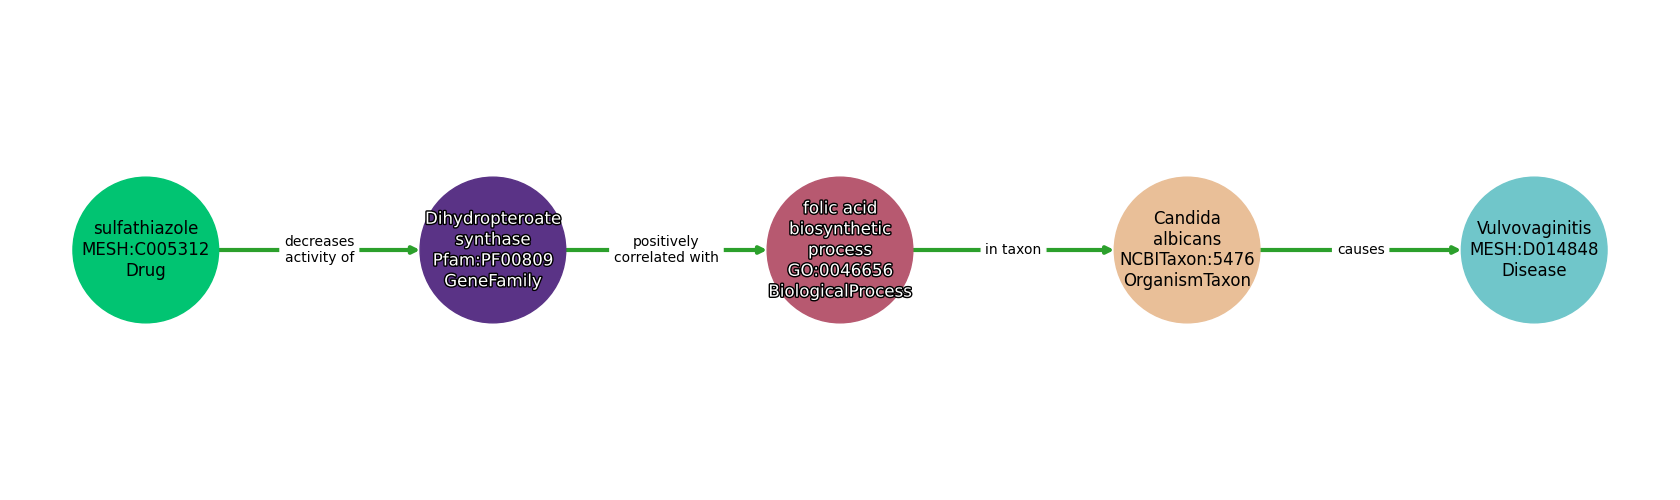 sulfathiazole
MESH:C005312
Drug
decreases
activity of
Dihydropteroate
synthase
Pfam:PF00809
GeneFamily
positively
correlated with
folic acid
biosynthetic
process
GO:0046656
BiologicalProcess
in taxon
Candida
albicans
NCBITaxon:5476
OrganismTaxon
causes
Vulvovaginitis
MESH:D014848
Disease